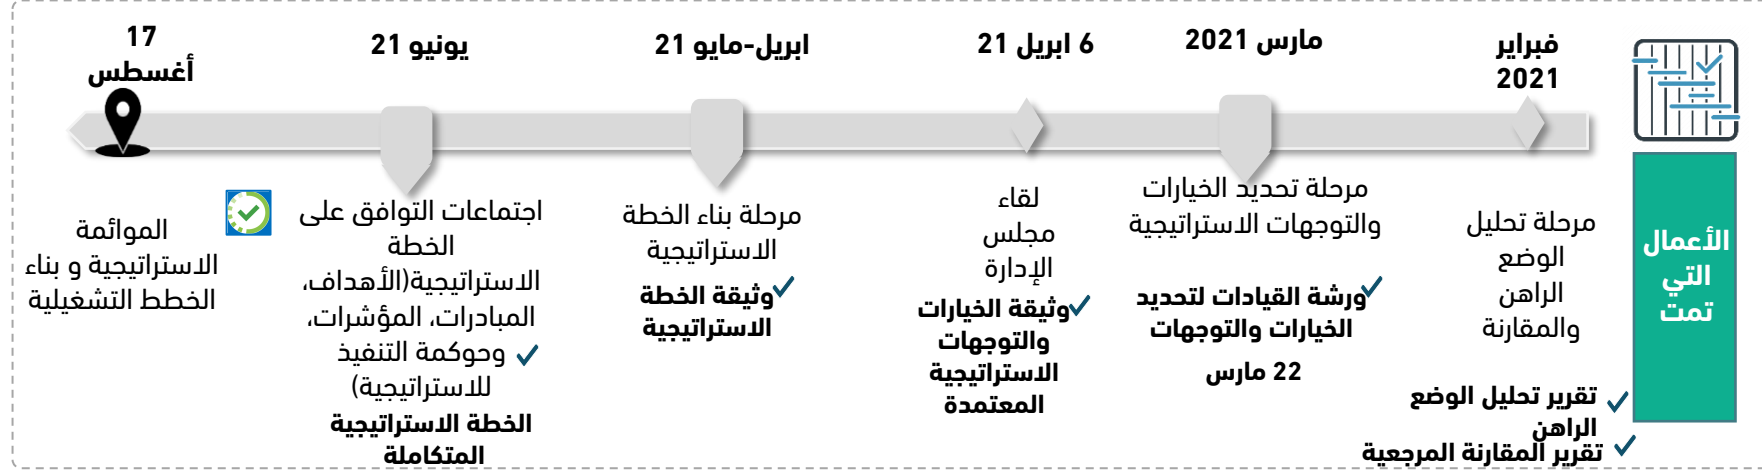 الأعمال
التي
تمت
فبراير
2021
مرحلة تحليل
الوضع
الراهن
والمقارنة
تقرير تحليل الوضع
الراهن
تقرير المقارنة المرجعية
مارس 2021
مرحلة تحديد الخيارات
والتوجهات الاستراتيجية
ورشة القيادات لتحديد
الخيارات والتوجهات
22 مارس
6 ابريل 21
لقاء
مجلس
الإدارة
وثيقة الخيارات
والتوجهات
الاستراتيجية
المعتمدة
ابريل-مايو 21
مرحلة بناء الخطة
الاستراتيجية
وثيقة الخطة
الاستراتيجية
يونيو 21
اجتماعات التوافق على
الخطة
الاستراتيجية(الأهداف،
المبادرات، المؤشرات،
وحوكمة التنفيذ
للاستراتيجية)
الخطة الاستراتيجية
المتكاملة
17
أغسطس
الموائمة
الاستراتيجية و بناء
الخطط التشغيلية